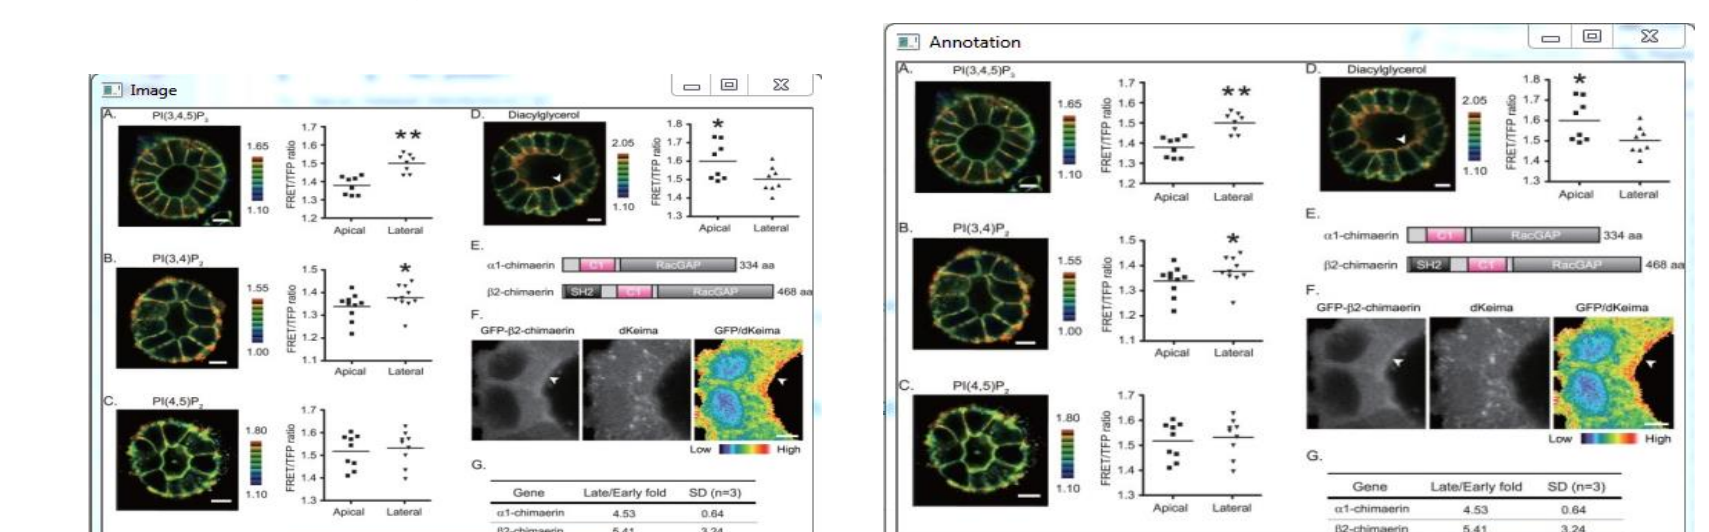 Image
A.
PI(3,4,5)P3
1.65
1.10
FRET/TFP ratio
1.7
1.6
1.5
1.4
1.3
1.2
**
Apical Lateral
B.
PI(3,4)P2
1.55
1.00
FRET/TFP ratio
1.5
1.4
1.3
1.2
1.1
*
Apical Lateral
C.
PI(4,5)P2
1.80
1.10
FRET/TFP ratio
1.7
1.6
1.5
1.4
1.3
Apical Lateral
D.
Diacylglycerol
2.05
1.10
FRET/TFP ratio
1.8
1.7
1.6
1.5
1.4
1.3
*
Apical Lateral
E.
α1-chimaerin C1 RacGAP 334 aa
β2-chimaerin SH2 C1 RacGAP 468 aa
F.
GFP-β2-chimaerin dKeima GFP/dKeima
Low High
G.
Gene Late/Early fold SD (n=3)
α1-chimaerin 4.53 0.64
β2-chimaerin 5.41 3.24
Annotation
A.
PI(3,4,5)P3
1.65
1.10
FRET/TFP ratio
1.7
1.6
1.5
1.4
1.3
1.2
**
Apical Lateral
B.
PI(3,4)P2
1.55
1.00
FRET/TFP ratio
1.5
1.4
1.3
1.2
1.1
*
Apical Lateral
C.
PI(4,5)P2
1.80
1.10
FRET/TFP ratio
1.7
1.6
1.5
1.4
1.3
D.
Diacylglycerol
2.05
1.10
FRET/TFP ratio
1.8
1.7
1.6
1.5
1.4
1.3
*
Apical Lateral
E.
α1-chimaerin C1 RacGAP 334 aa
β2-chimaerin SH2 C1 RacGAP 468 aa
F.
GFP-β2-chimaerin dKeima GFP/dKeima
Low High
G.
Gene Late/Early fold SD (n=3)
α1-chimaerin 4.53 0.64
β2-chimaerin 5.41 3.24
Apical Lateral